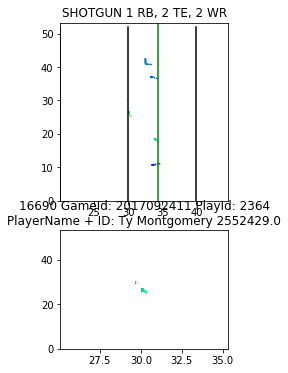 SHOTGUN 1 RB, 2 TE, 2 WR
50
40
30
20
10
0
25 30 35 40
16690 GameId: 2017092411 PlayId: 2364
PlayerName + ID: Ty Montgomery 2552429.0
40
20
0
27.5 30.0 32.5 35.0